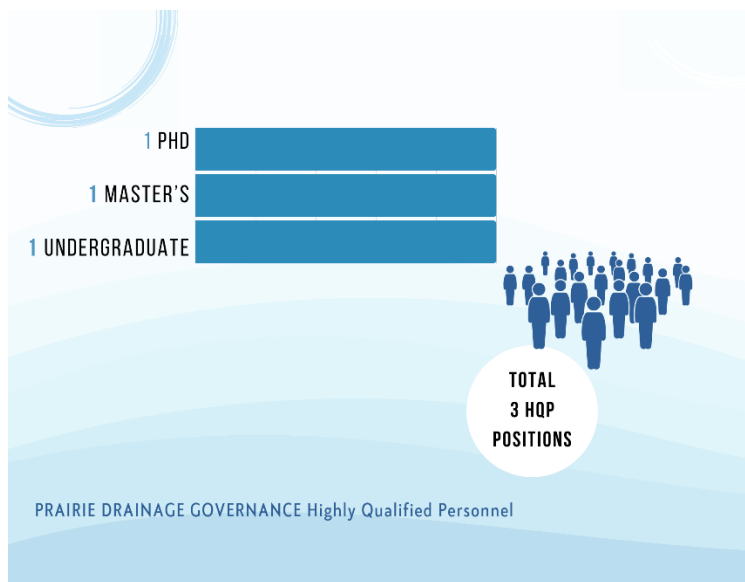 1 PHD
1 MASTER'S
1 UNDERGRADUATE
TOTAL
3 HQP
POSITIONS
PRAIRIE DRAINAGE GOVERNANCE Highly Qualified Personnel